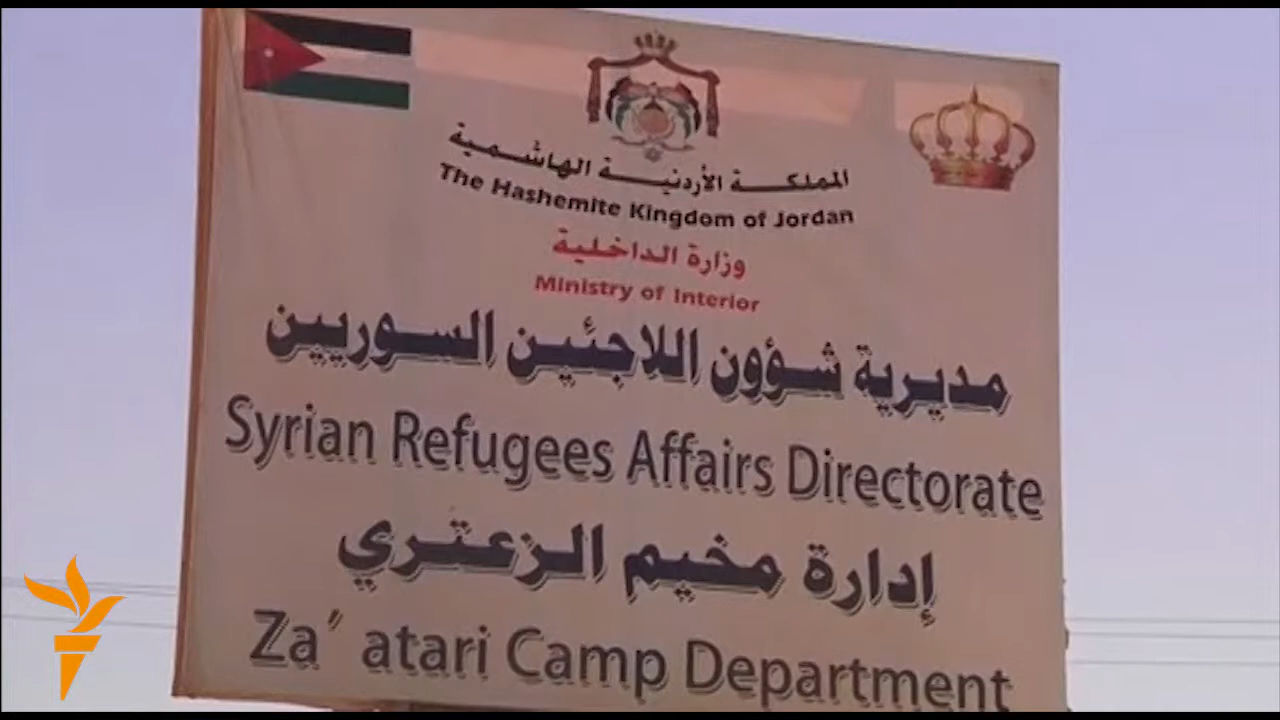 المملكة الأردنية الهاشمية
The Hashemite Kingdom of Jordan
وزارة الداخلية
Ministry of Interior
مديرية شؤون اللاجئين السوريين
Syrian Refugees Affairs Directorate
إدارة مخيم الزعتري
Za΄ atari Camp Department